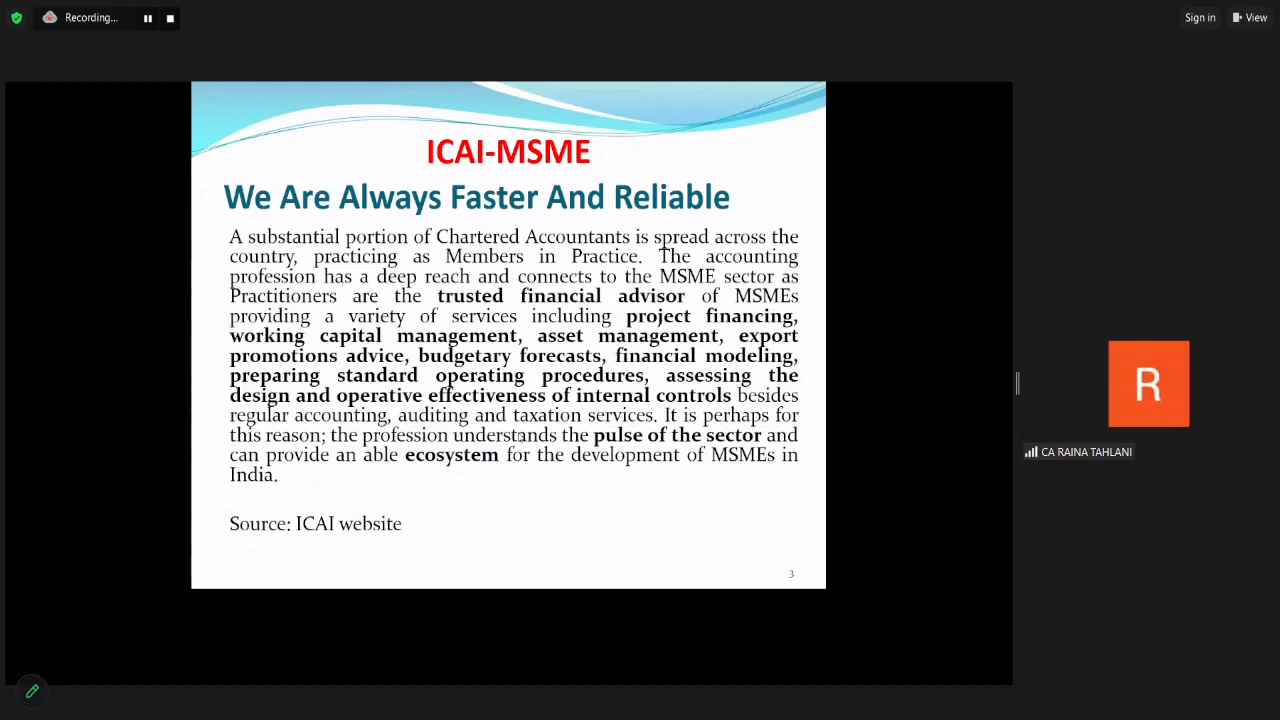 Recording...
Sign in
View
ICAI-MSME
We Are Always Faster And Reliable
A substantial portion of Chartered Accountants is spread across the
country, practicing as Members in Practice. The accounting
profession has a deep reach and connects to the MSME sector as
Practitioners are the trusted financial advisor of MSMEs
providing a variety of services including project financing,
working capital management, asset management, export
promotions advice, budgetary forecasts, financial modeling,
preparing standard operating procedures, assessing the
design and operative effectiveness of internal controls besides
regular accounting, auditing and taxation services. It is perhaps for
this reason; the profession understands the pulse of the sector and
can provide an able ecosystem for the development of MSMEs in
India.
Source: ICAI website
3
R
CA RAINA TAHLANI